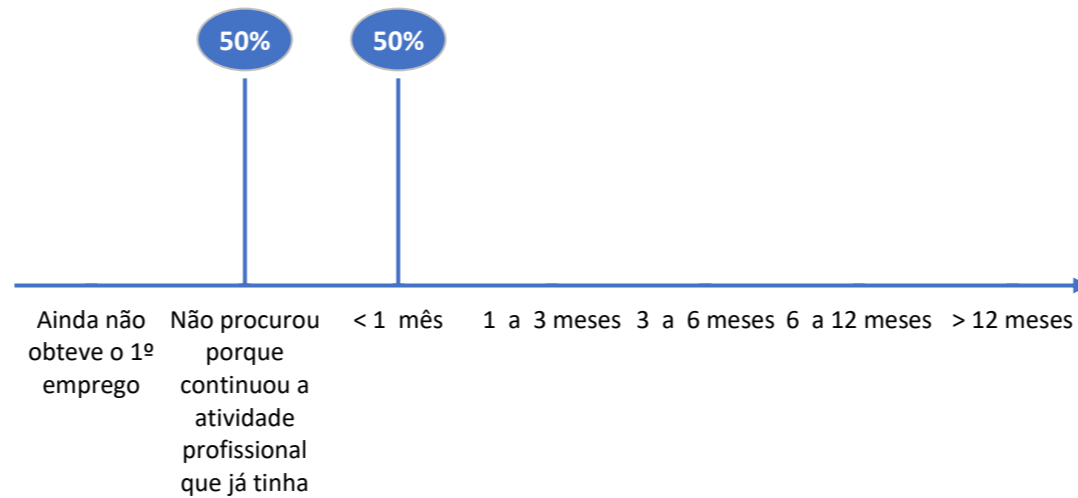 50%
50%
Ainda não
obteve o 1º
emprego
Não procurou
porque
continuou a
atividade
profissional
que já tinha
< 1 mês
1 a 3 meses
3 a 6 meses
6 a 12 meses
> 12 meses